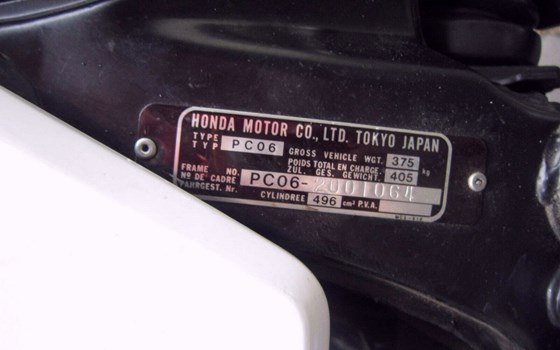 HONDA MOTOR CO., LTD. TOKYO JAPAN
TYPE
TYP PC06
GROSS VEHICLE WGT. 375
POIDS TOTAL EN CHARGE
ZUL. GES. GEWICHT. 405 kg
FRAME NO
Nº DE CADRE PC06-2001064
FAHRGEST. Nr.
CYLINDREE 496 cm³ P.V.A.